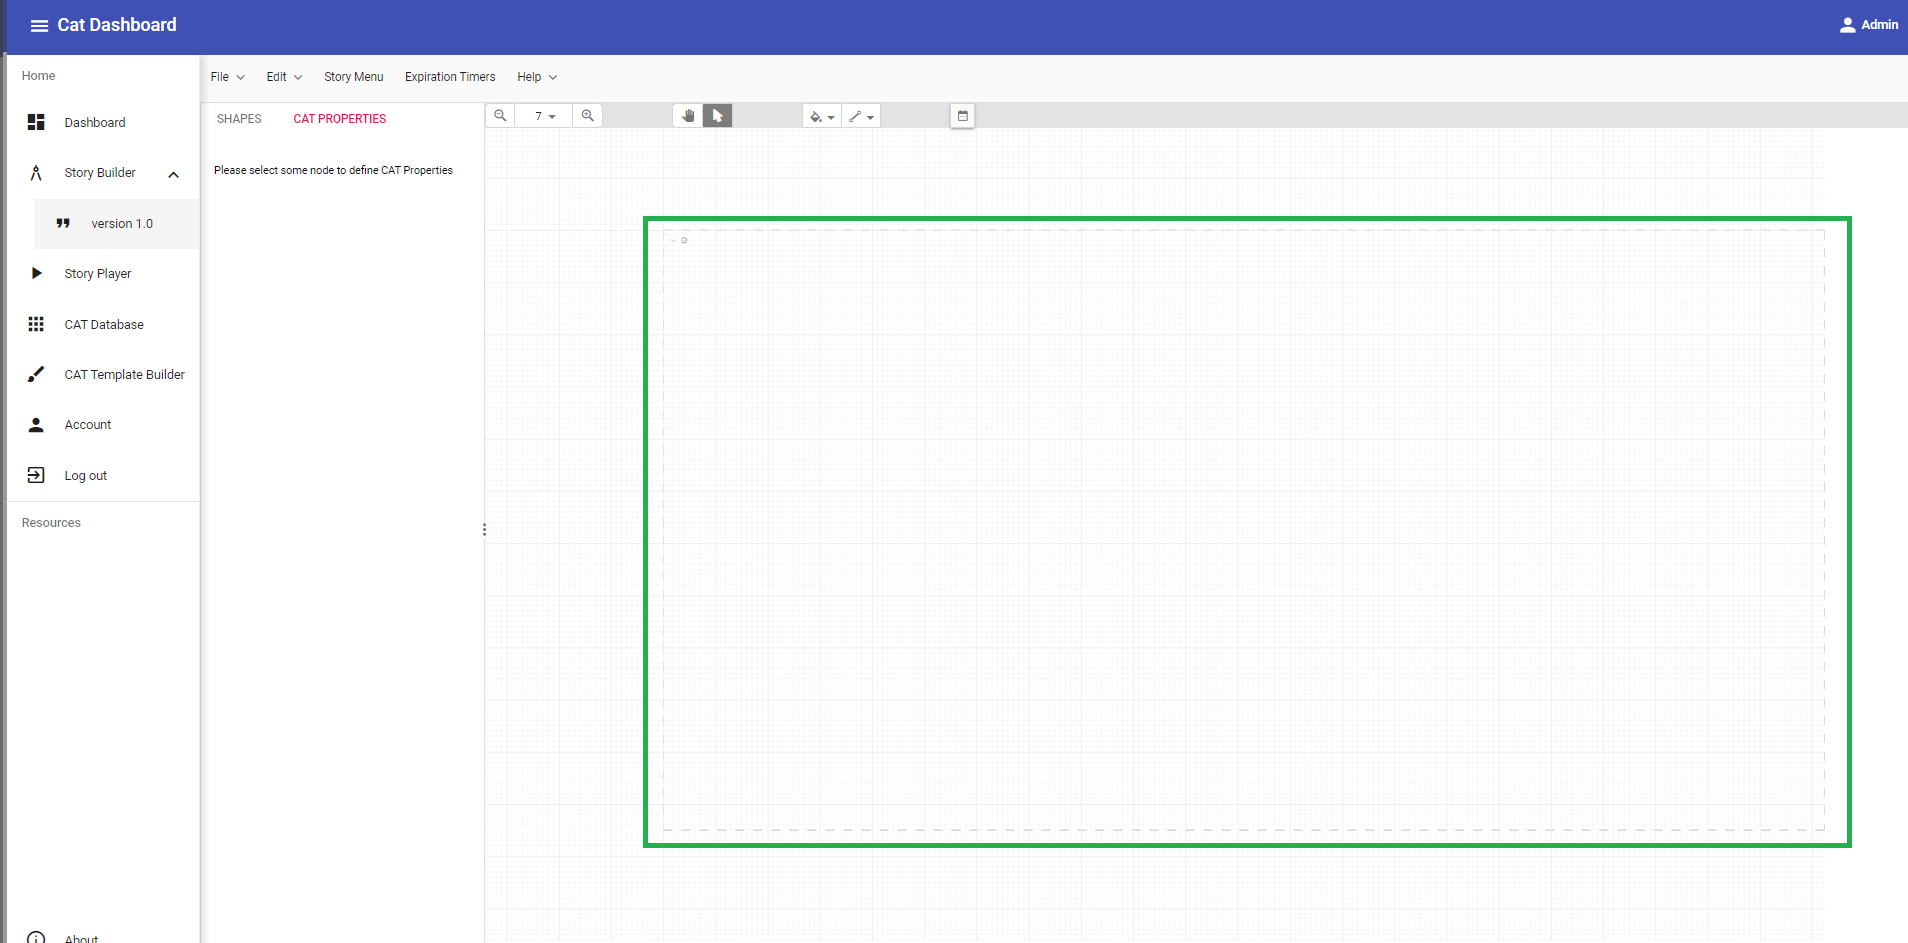 Cat Dashboard
Admin
Home
Dashboard
Story Builder
version 1.0
Story Player
CAT Database
CAT Template Builder
Account
Log out
Resources
About
File
Edit
Story Menu
Expiration Timers
Help
SHAPES
CAT PROPERTIES
7
Please select some node to define CAT Properties